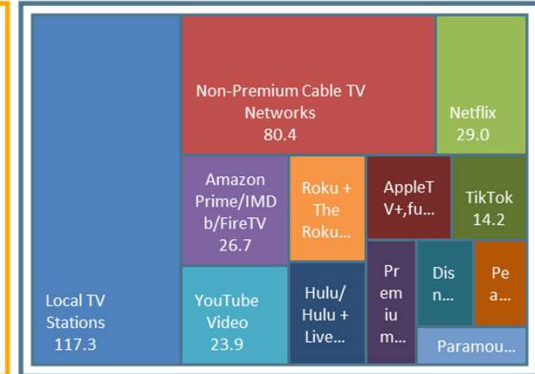 Local TV
Stations
117.3
Non-Premium Cable TV
Networks
80.4
Netflix
29.0
Amazon
Prime/IMD
b/FireTV
26.7
YouTube
Video
23.9
Roku +
The
Roku...
Hulu/
Hulu +
Live...
AppleT
V+,fu...
TikTok
14.2
Pr
em
iu
m...
Dis
n...
Pe
a...
Paramou...